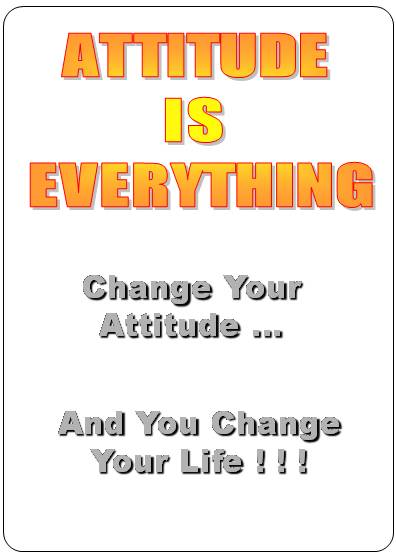 ATTITUDE
IS
EVERYTHING
Change Your
Attitude ...
And You Change
Your Life ! ! !